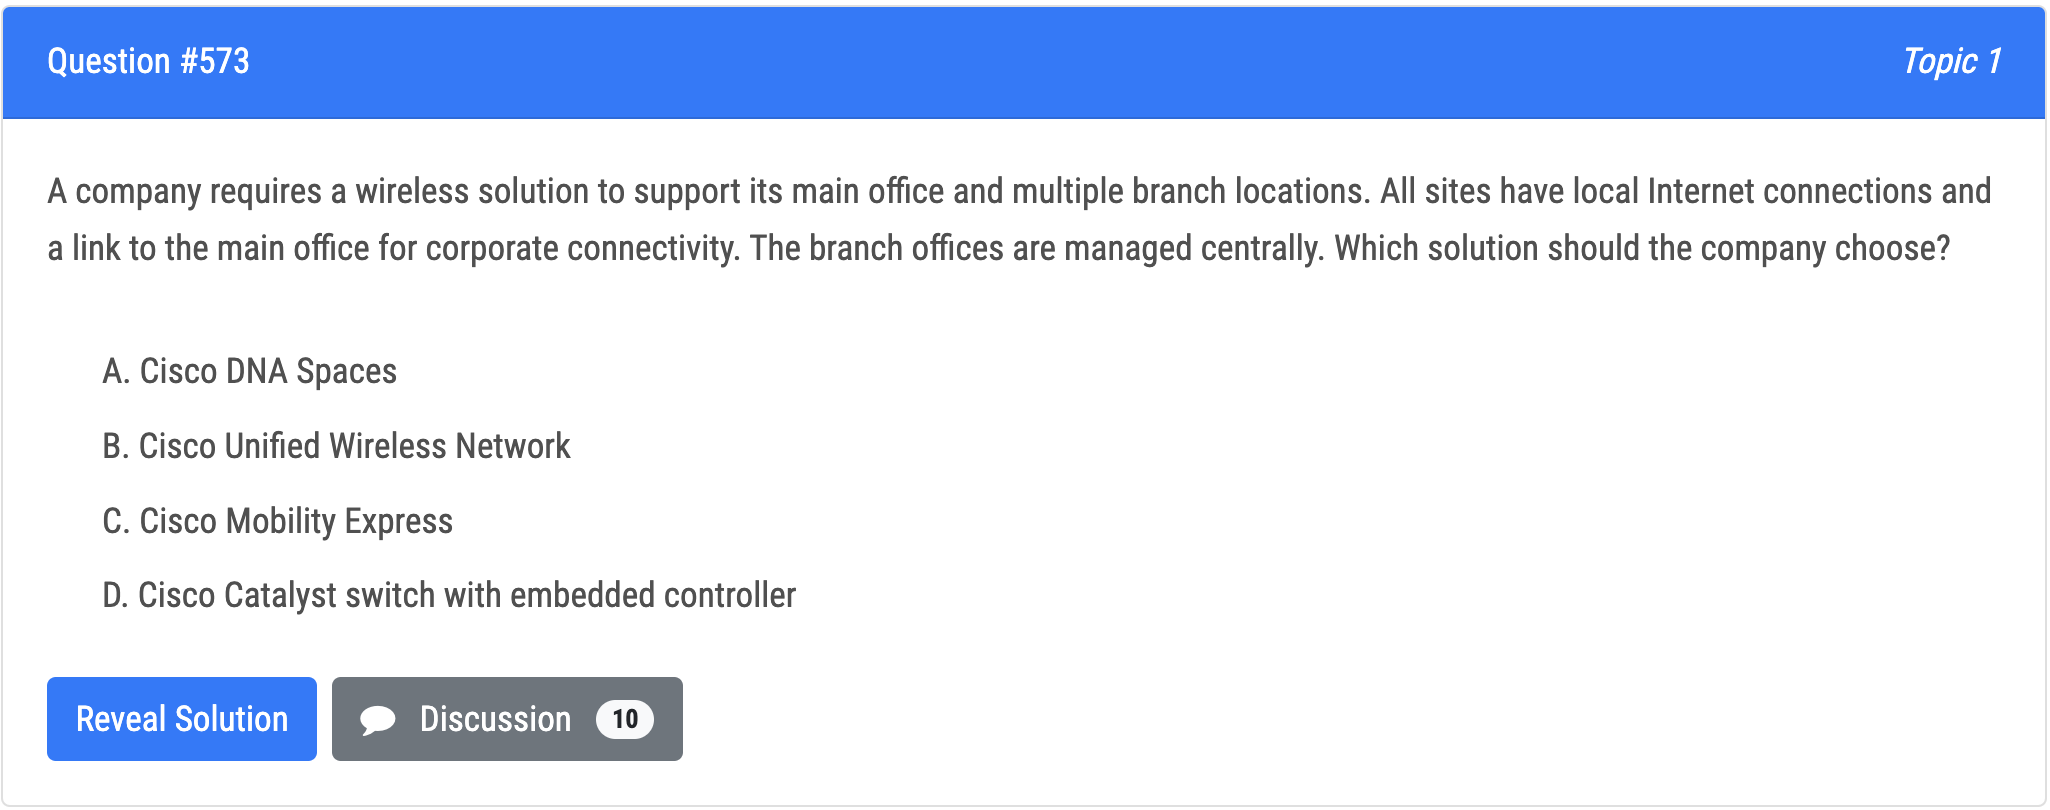 Question #573
Topic 1
A company requires a wireless solution to support its main office and multiple branch locations. All sites have local Internet connections and
a link to the main office for corporate connectivity. The branch offices are managed centrally. Which solution should the company choose?
A. Cisco DNA Spaces
B. Cisco Unified Wireless Network
C. Cisco Mobility Express
D. Cisco Catalyst switch with embedded controller
Reveal Solution
Discussion 10